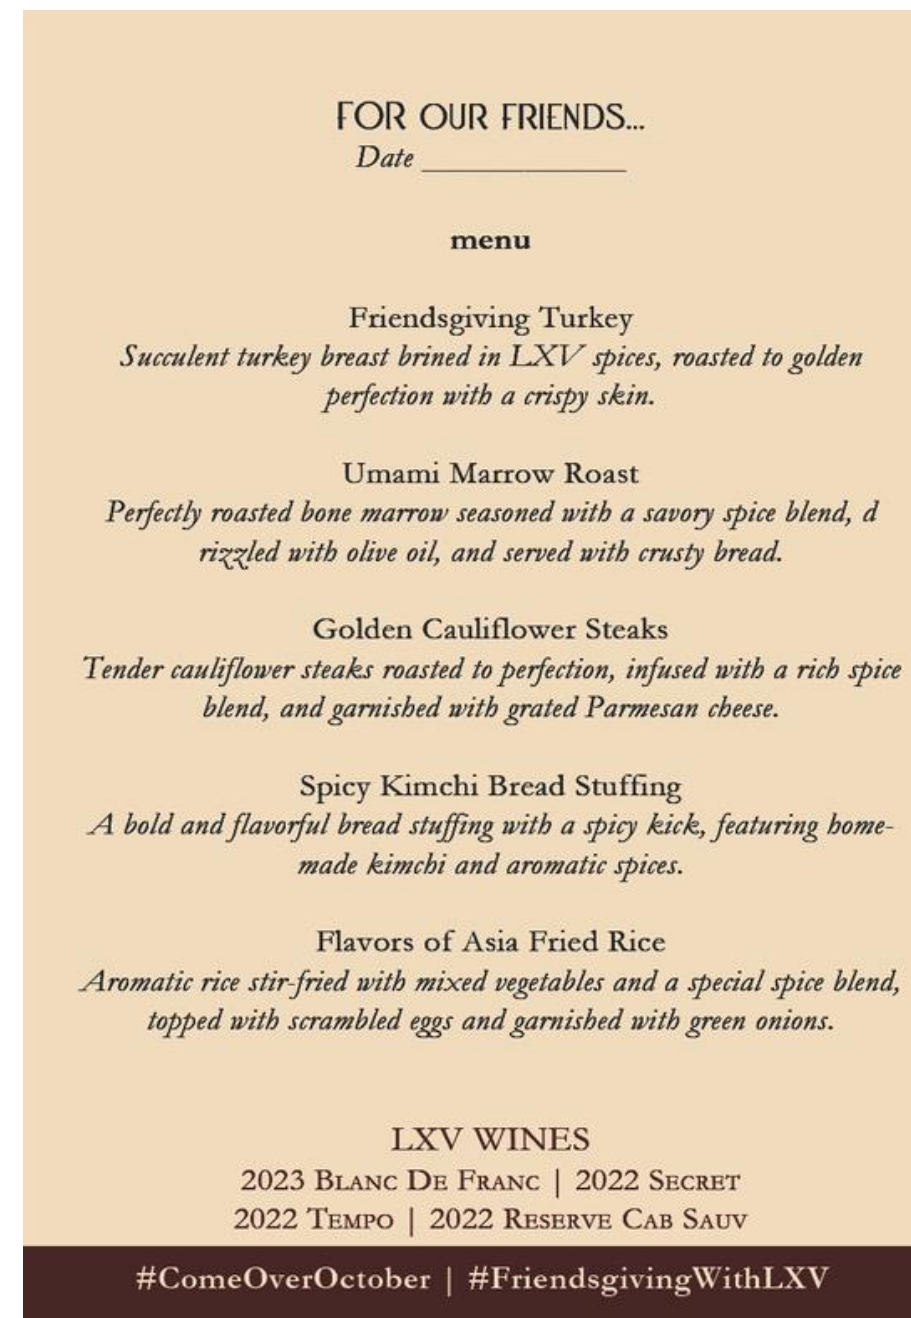 FOR OUR FRIENDS...
Date _______________
menu
Friendsgiving Turkey
Succulent turkey breast brined in LXV spices, roasted to golden
perfection with a crispy skin.
Umami Marrow Roast
Perfectly roasted bone marrow seasoned with a savory spice blend, d
rizzled with olive oil, and served with crusty bread.
Golden Cauliflower Steaks
Tender cauliflower steaks roasted to perfection, infused with a rich spice
blend, and garnished with grated Parmesan cheese.
Spicy Kimchi Bread Stuffing
A bold and flavorful bread stuffing with a spicy kick, featuring home-
made kimchi and aromatic spices.
Flavors of Asia Fried Rice
Aromatic rice stir-fried with mixed vegetables and a special spice blend,
topped with scrambled eggs and garnished with green onions.
LXV WINES
2023 Blanc De Franc | 2022 Secret
2022 Tempo | 2022 Reserve Cab Sauv
#ComeOverOctober | #FriendsgivingWithLXV